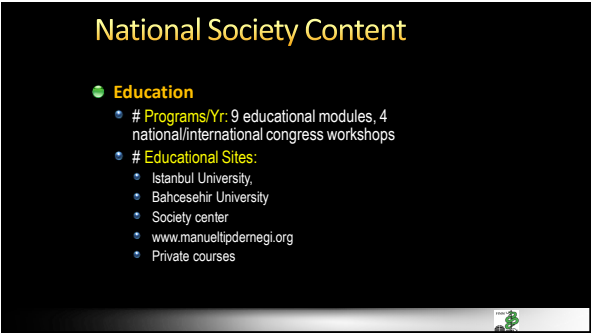 National Society Content
Education
# Programs/Yr: 9 educational modules, 4
national/international congress workshops
# Educational Sites:
Istanbul University,
Bahcesehir University
Society center
www.manueltipdernegi.org
Private courses